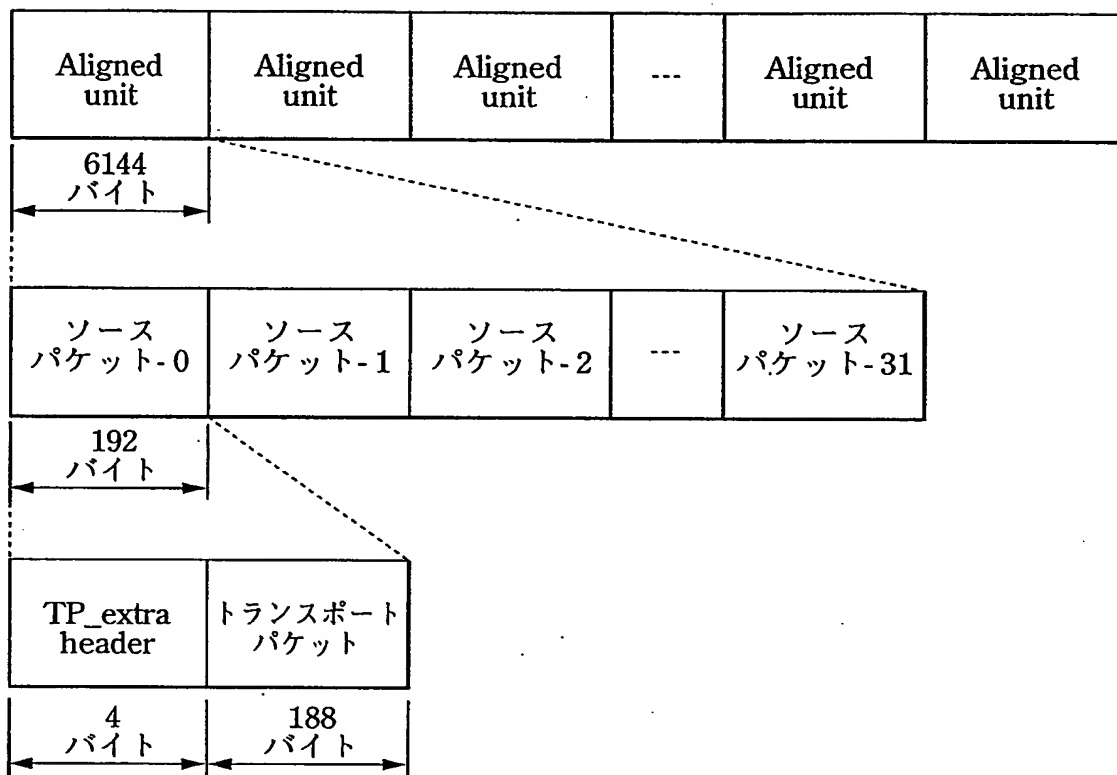 Aligned
unit
Aligned
unit
Aligned
unit
---
Aligned
unit
Aligned
unit
6144
バイト
ソース
パケット-0
ソース
パケット-1
ソース
パケット-2
---
ソース
パケット-31
192
バイト
TP_extra
header
トランスポート
パケット
4
バイト
188
バイト